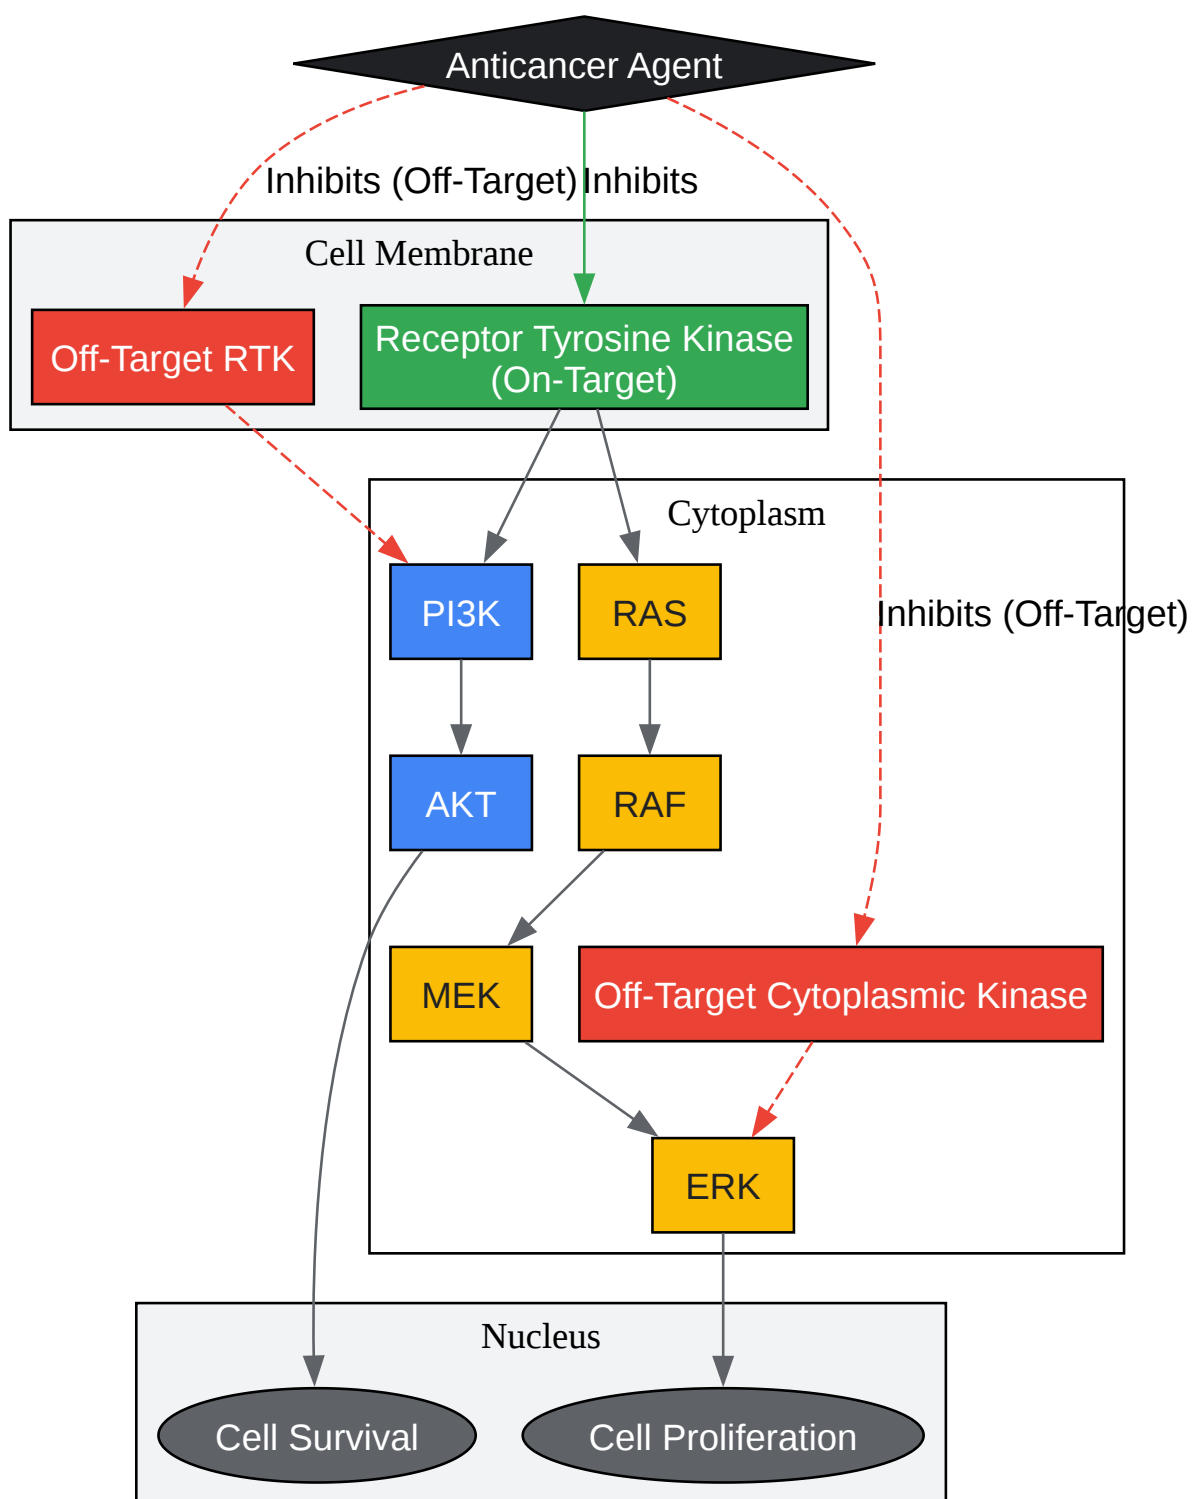 Anticancer Agent
Inhibits (Off-Target)
Inhibits
Cell Membrane
Off-Target RTK
Receptor Tyrosine Kinase
(On-Target)
Cytoplasm
PI3K
RAS
Inhibits (Off-Target)
AKT
RAF
MEK
Off-Target Cytoplasmic Kinase
ERK
Nucleus
Cell Survival
Cell Proliferation